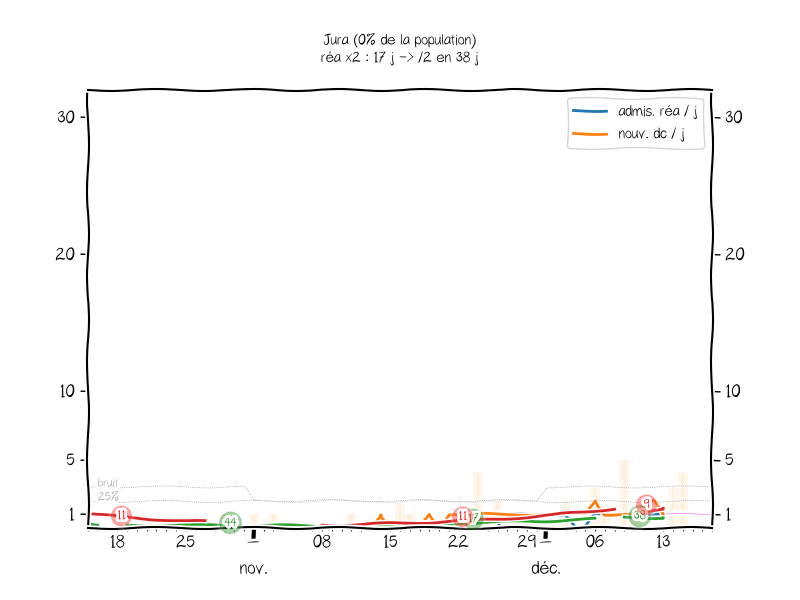 Jura (0% de la population)
réa x2 : 17 j -> /2 en 38 j
admis. réa / j
nouv. dc / j
30 30
20 20
10 10
5 5
bruit
25%
1 1
11 44 11 17 38 9
18 25 08 15 22 29 06 13
nov. déc.